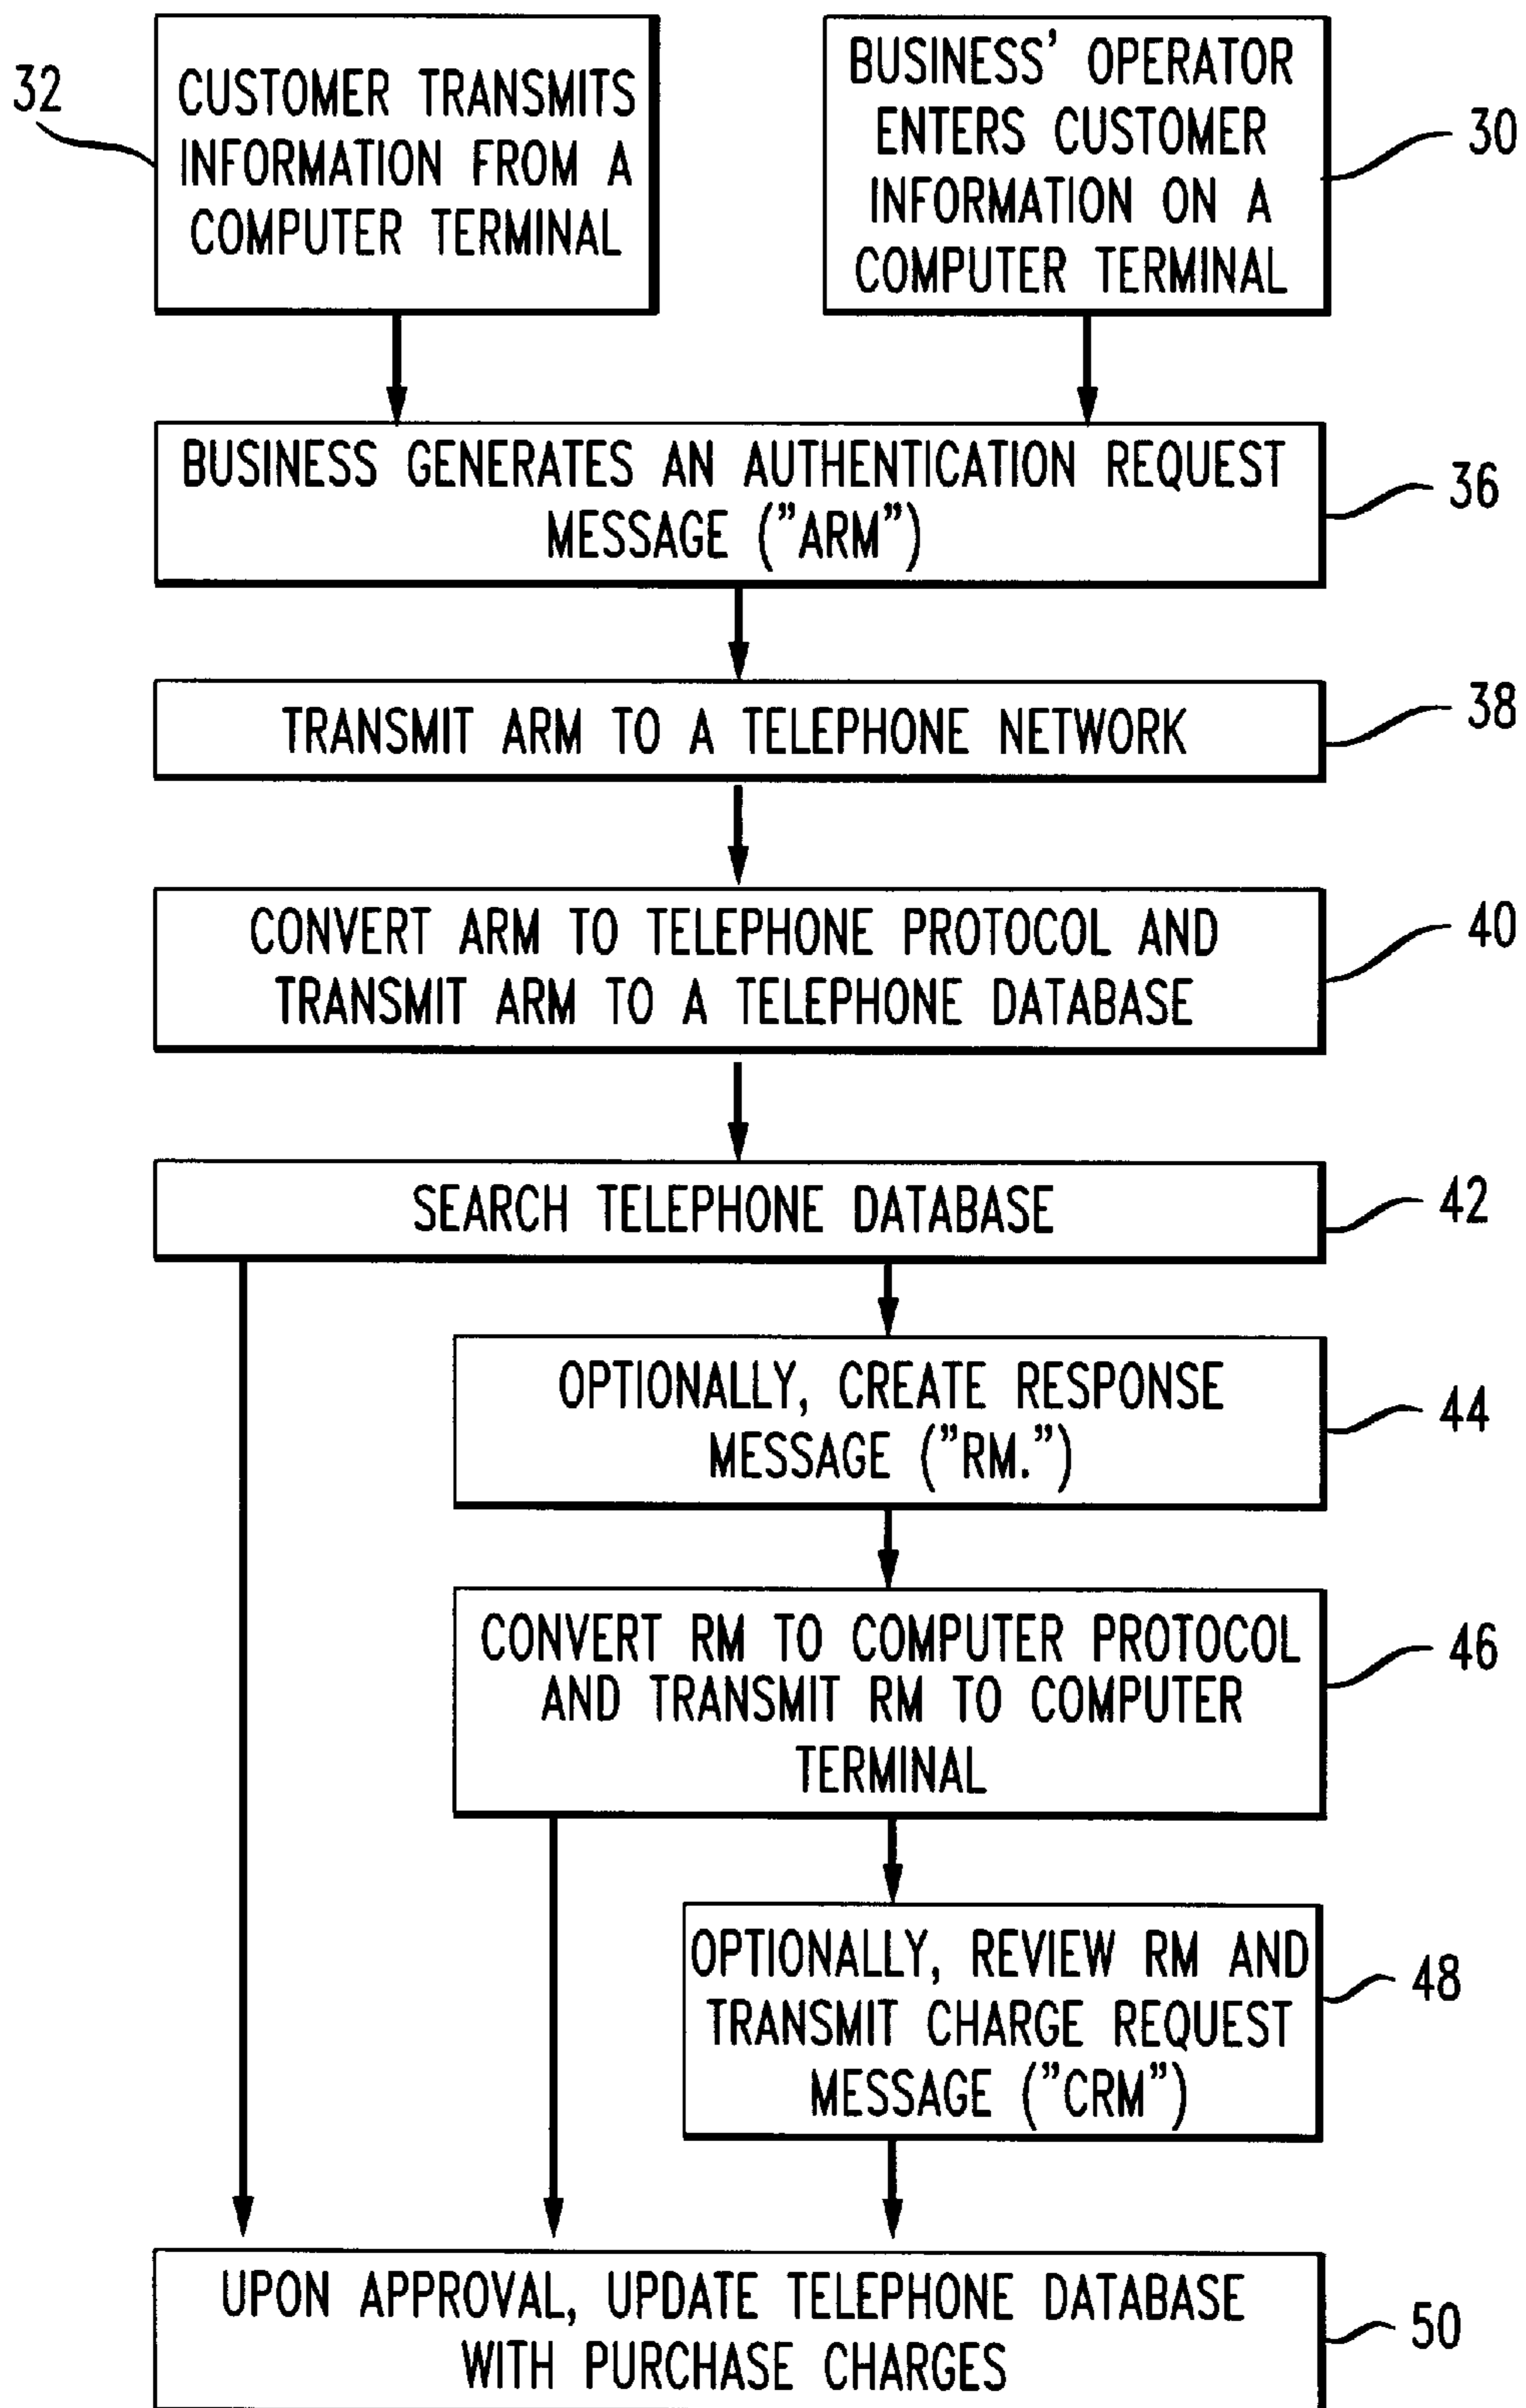 32
CUSTOMER TRANSMITS
INFORMATION FROM A
COMPUTER TERMINAL
BUSINESS' OPERATOR
ENTERS CUSTOMER
INFORMATION ON A
COMPUTER TERMINAL
30
BUSINESS GENERATES AN AUTHENTICATION REQUEST
MESSAGE ("ARM")
36
TRANSMIT ARM TO A TELEPHONE NETWORK
38
CONVERT ARM TO TELEPHONE PROTOCOL AND
TRANSMIT ARM TO A TELEPHONE DATABASE
40
SEARCH TELEPHONE DATABASE
42
OPTIONALLY, CREATE RESPONSE
MESSAGE ("RM.")
44
CONVERT RM TO COMPUTER PROTOCOL
AND TRANSMIT RM TO COMPUTER
TERMINAL
46
OPTIONALLY, REVIEW RM AND
TRANSMIT CHARGE REQUEST
MESSAGE ("CRM")
48
UPON APPROVAL, UPDATE TELEPHONE DATABASE
WITH PURCHASE CHARGES
50